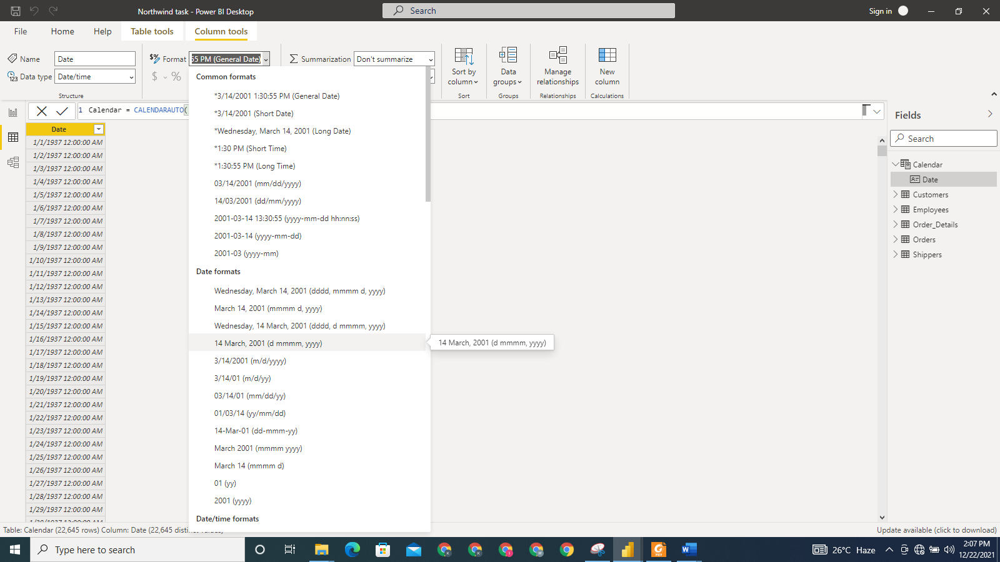 Northwind task - Power BI Desktop
Search
Sign in
File
Home
Help
Table tools
Column tools
Name
Date
Data type
Date/time
Structure
Format
55 PM (General Date)
$
%
Summarization
Don't summarize
Sort by
column
Sort
Data
groups
Groups
Manage
relationships
Relationships
New
column
Calculations
1 Calendar = CALENDARAUTO(
Date
1/1/1937 12:00:00 AM
1/2/1937 12:00:00 AM
1/3/1937 12:00:00 AM
1/4/1937 12:00:00 AM
1/5/1937 12:00:00 AM
1/6/1937 12:00:00 AM
1/7/1937 12:00:00 AM
1/8/1937 12:00:00 AM
1/9/1937 12:00:00 AM
1/10/1937 12:00:00 AM
1/11/1937 12:00:00 AM
1/12/1937 12:00:00 AM
1/13/1937 12:00:00 AM
1/14/1937 12:00:00 AM
1/15/1937 12:00:00 AM
1/16/1937 12:00:00 AM
1/17/1937 12:00:00 AM
1/18/1937 12:00:00 AM
1/19/1937 12:00:00 AM
1/20/1937 12:00:00 AM
1/21/1937 12:00:00 AM
1/22/1937 12:00:00 AM
1/23/1937 12:00:00 AM
1/24/1937 12:00:00 AM
1/25/1937 12:00:00 AM
1/26/1937 12:00:00 AM
1/27/1937 12:00:00 AM
1/28/1937 12:00:00 AM
1/29/1937 12:00:00 AM
Common formats
*3/14/2001 1:30:55 PM (General Date)
*3/14/2001 (Short Date)
*Wednesday, March 14, 2001 (Long Date)
*1:30 PM (Short Time)
*1:30:55 PM (Long Time)
03/14/2001 (mm/dd/yyyy)
14/03/2001 (dd/mm/yyyy)
2001-03-14 13:30:55 (yyyy-mm-dd hh:nn:ss)
2001-03-14 (yyyy-mm-dd)
2001-03 (yyyy-mm)
Date formats
Wednesday, March 14, 2001 (dddd, mmmm d, yyyy)
March 14, 2001 (mmmm d, yyyy)
Wednesday, 14 March, 2001 (dddd, d mmmm, yyyy)
14 March, 2001 (d mmmm, yyyy)
14 March, 2001 (d mmmm, yyyy)
3/14/2001 (m/d/yyyy)
3/14/01 (m/d/yy)
03/14/01 (mm/dd/yy)
01/03/14 (yy/mm/dd)
14-Mar-01 (dd-mmm-yy)
March 2001 (mmmm yyyy)
March 14 (mmmm d)
01 (yy)
2001 (yyyy)
Date/time formats
Fields
Search
Calendar
Date
Customers
Employees
Order_Details
Orders
Shippers
Table: Calendar (22,645 rows) Column: Date (22,645 distinct values)
Update available (click to download)
Type here to search
26°C Haze
2:07 PM
12/22/2021